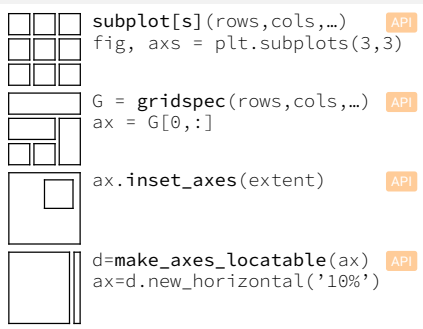 subplot[s](rows,cols,…) API
fig, axs = plt.subplots(3,3)
G = gridspec(rows,cols,…) API
ax = G[0,:]
ax.inset_axes(extent) API
d=make_axes_locatable(ax) API
ax=d.new_horizontal(’10%’)